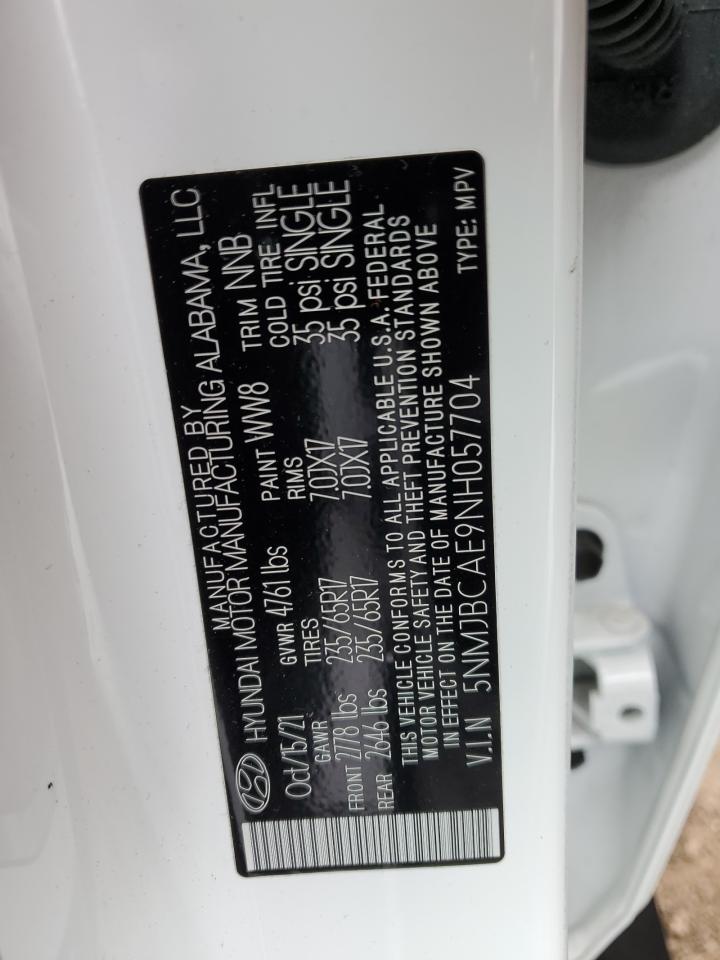 MANUFACTURED BY
HYUNDAI MOTOR MANUFACTURING ALABAMA, LLC
Oct/15/21 GVWR 4761 lbs PAINT WW8 TRIM NNB
GAWR TIRES RIMS COLD TIRE INFL
FRONT 2778 lbs 235/65R17 7.0JX17 35 psi SINGLE
REAR 2646 lbs 235/65R17 7.0JX17 35 psi SINGLE
THIS VEHICLE CONFORMS TO ALL APPLICABLE U.S.A. FEDERAL
MOTOR VEHICLE SAFETY AND THEFT PREVENTION STANDARDS
IN EFFECT ON THE DATE OF MANUFACTURE SHOWN ABOVE
V.I.N 5NMJBCAE9NH057704 TYPE: MPV